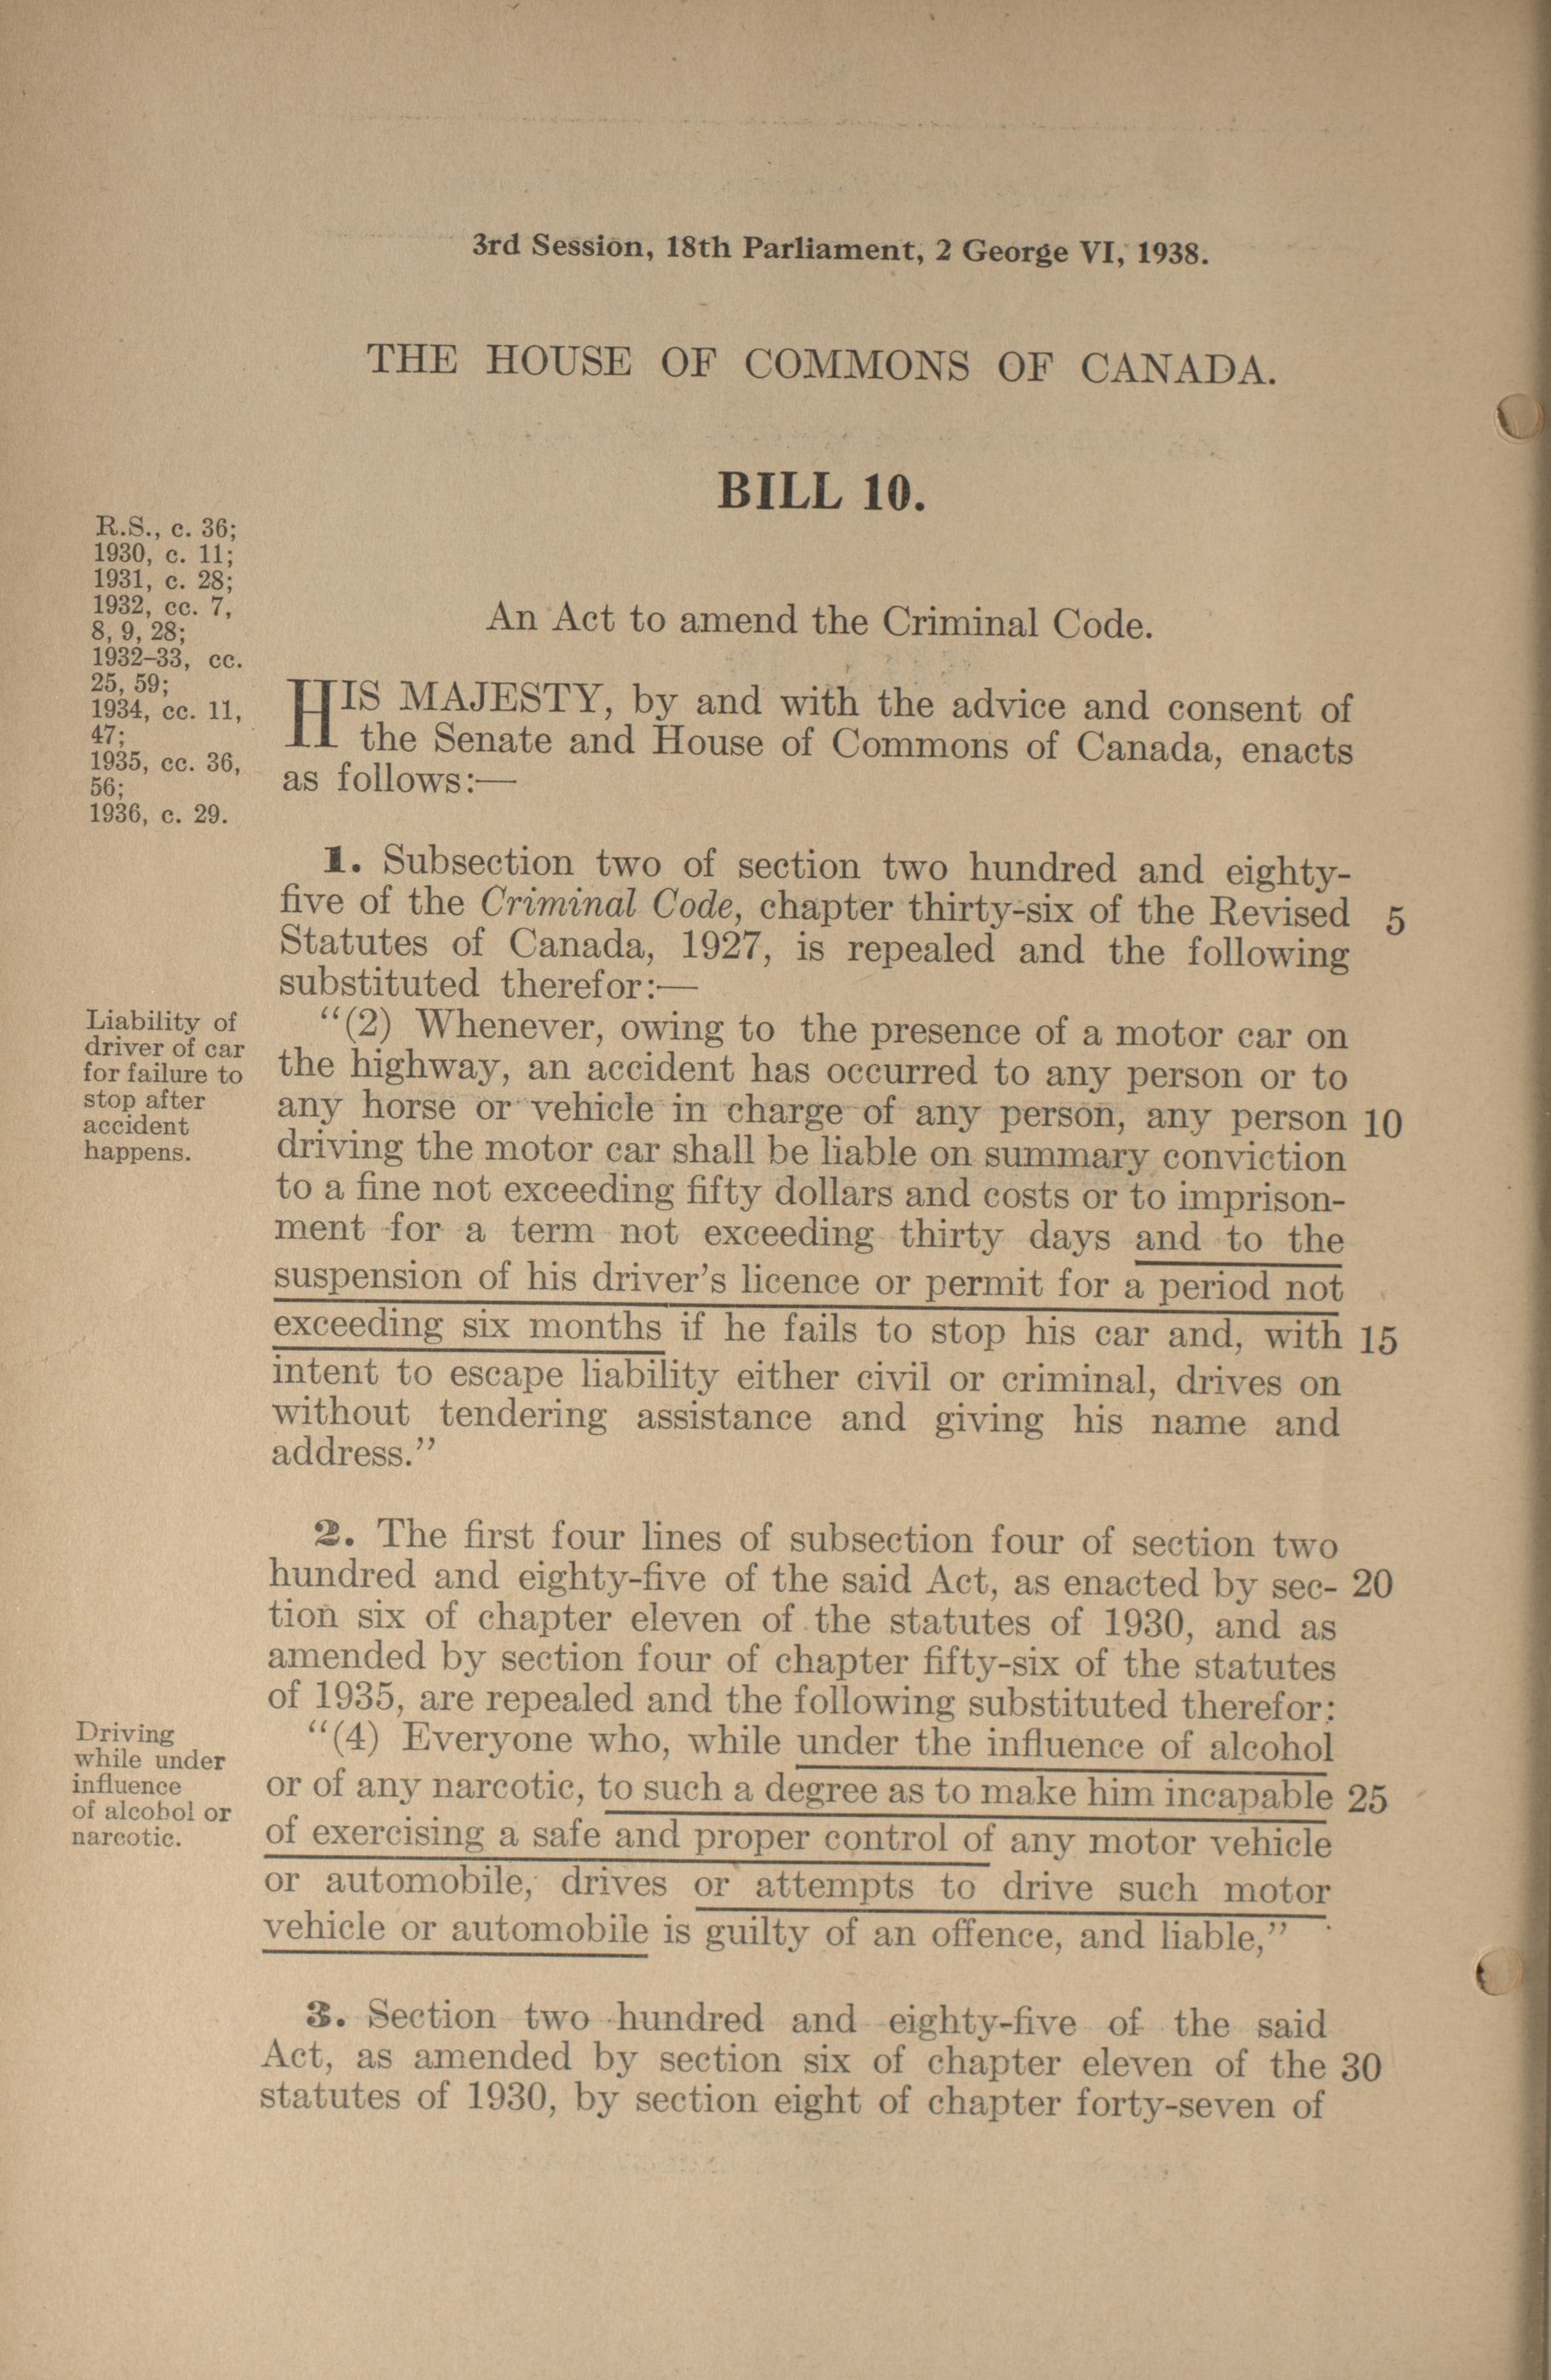 3rd Session, 18th Parliament, 2 George VI, 1938.
THE HOUSE OF COMMONS OF CANADA.
BILL 10.
R.S., c. 36;
1930, c. 11;
1931, c. 28;
1932, cc. 7,
8, 9, 28;
1932–33, cc.
25, 59;
1934, cc. 11,
47;
1935, cc. 36,
56;
1936, c. 29.
An Act to amend the Criminal Code.
HIS MAJESTY, by and with the advice and consent of
the Senate and House of Commons of Canada, enacts
as follows:—
1. Subsection two of section two hundred and eighty-
five of the Criminal Code, chapter thirty-six of the Revised 5
Statutes of Canada, 1927, is repealed and the following
substituted therefor:—
Liability of
driver of car
for failure to
stop after
accident
happens.
“(2) Whenever, owing to the presence of a motor car on
the highway, an accident has occurred to any person or to
any horse or vehicle in charge of any person, any person 10
driving the motor car shall be liable on summary conviction
to a fine not exceeding fifty dollars and costs or to imprison-
ment for a term not exceeding thirty days and to the
suspension of his driver's licence or permit for a period not
exceeding six months if he fails to stop his car and, with 15
intent to escape liability either civil or criminal, drives on
without tendering assistance and giving his name and
address.”
2. The first four lines of subsection four of section two
hundred and eighty-five of the said Act, as enacted by sec- 20
tion six of chapter eleven of the statutes of 1930, and as
amended by section four of chapter fifty-six of the statutes
of 1935, are repealed and the following substituted therefor:
Driving
while under
influence
of alcohol or
narcotic.
“(4) Everyone who, while under the influence of alcohol
or of any narcotic, to such a degree as to make him incapable 25
of exercising a safe and proper control of any motor vehicle
or automobile, drives or attempts to drive such motor
vehicle or automobile is guilty of an offence, and liable,”
3. Section two hundred and eighty-five of the said
Act, as amended by section six of chapter eleven of the 30
statutes of 1930, by section eight of chapter forty-seven of